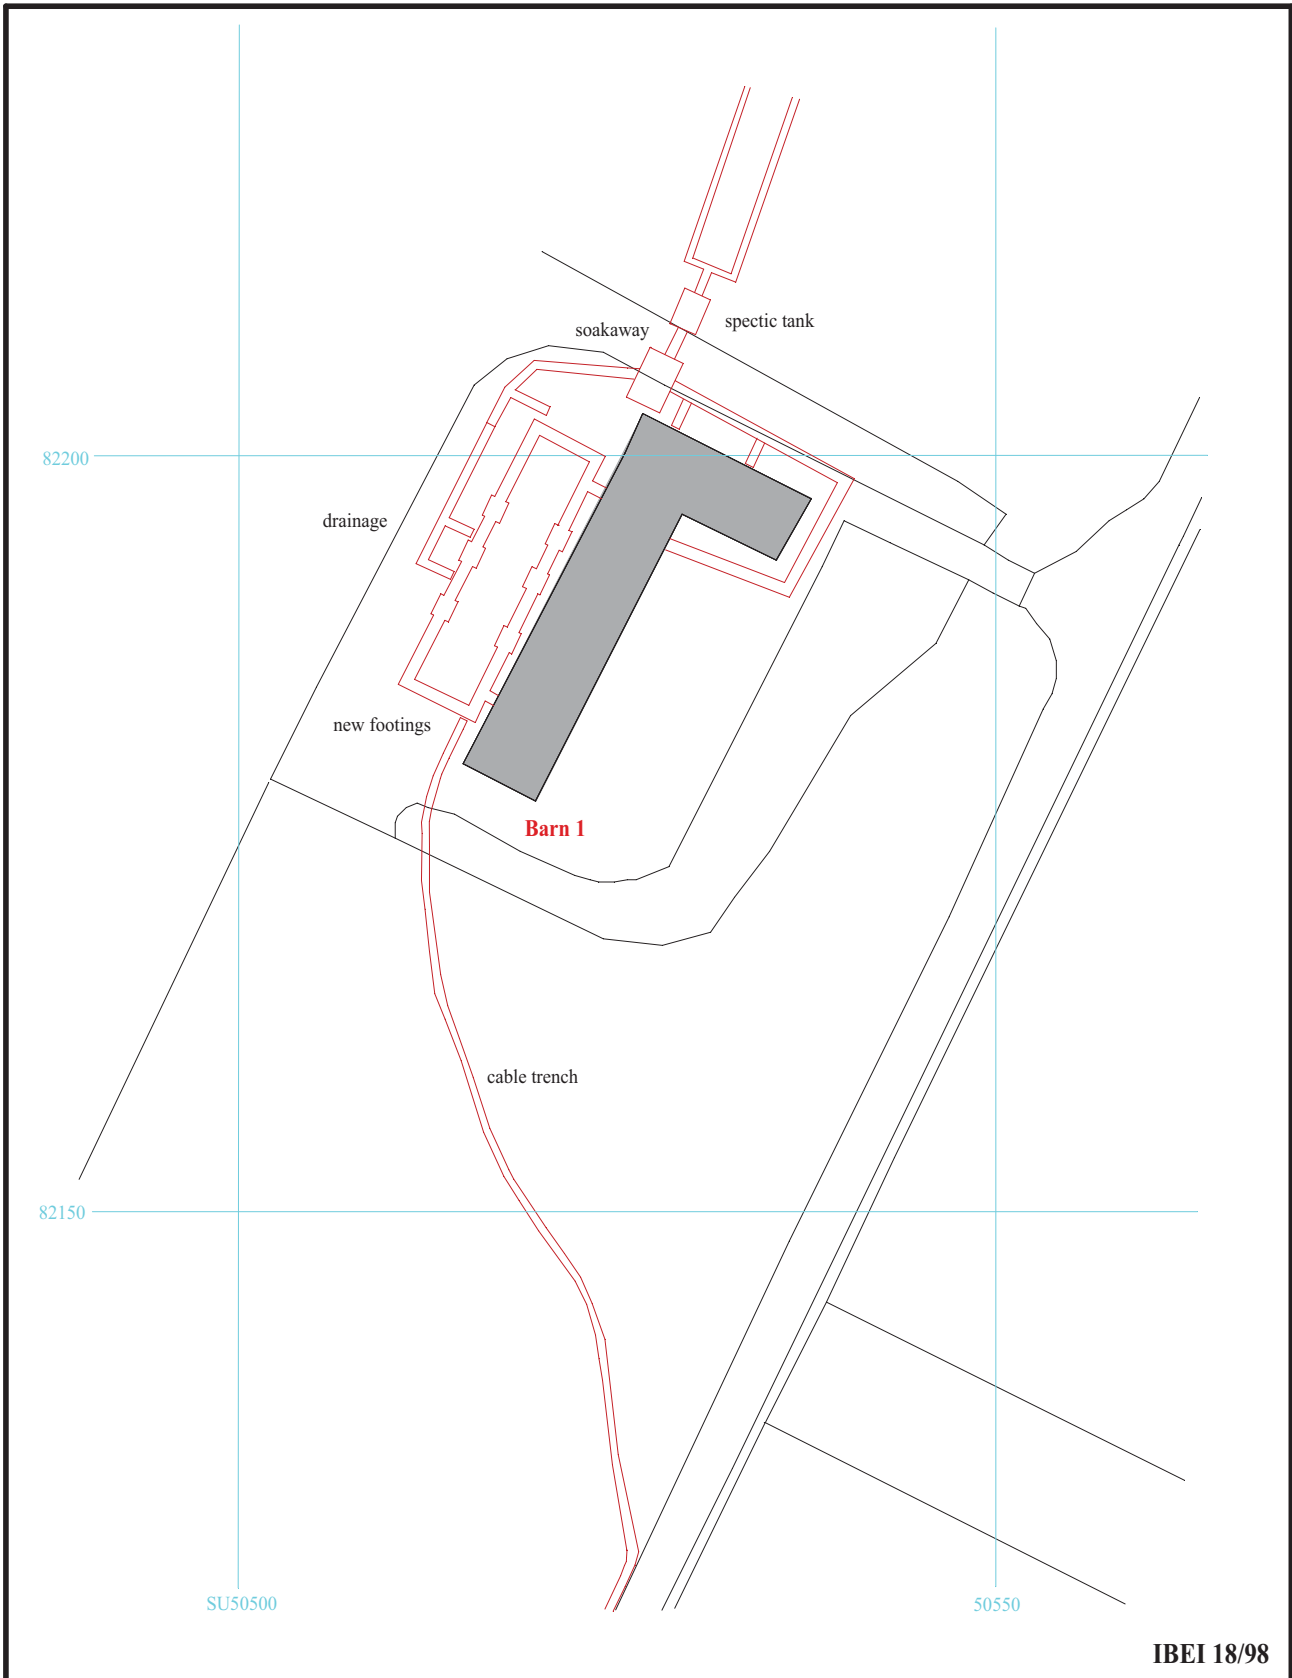 spectic tank
soakaway
82200
drainage
new footings
Barn 1
cable trench
82150
SU50500
50550
IBEI 18/98